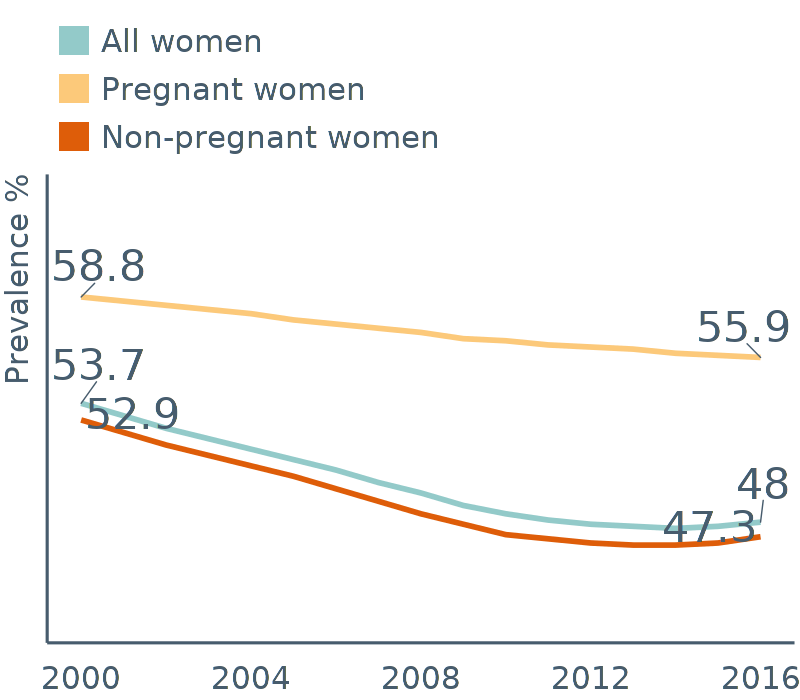 All women
Pregnant women
Non-pregnant women
Prevalence %
58.8
55.9
53.7
52.9
48
47.3
2000 2004 2008 2012 2016